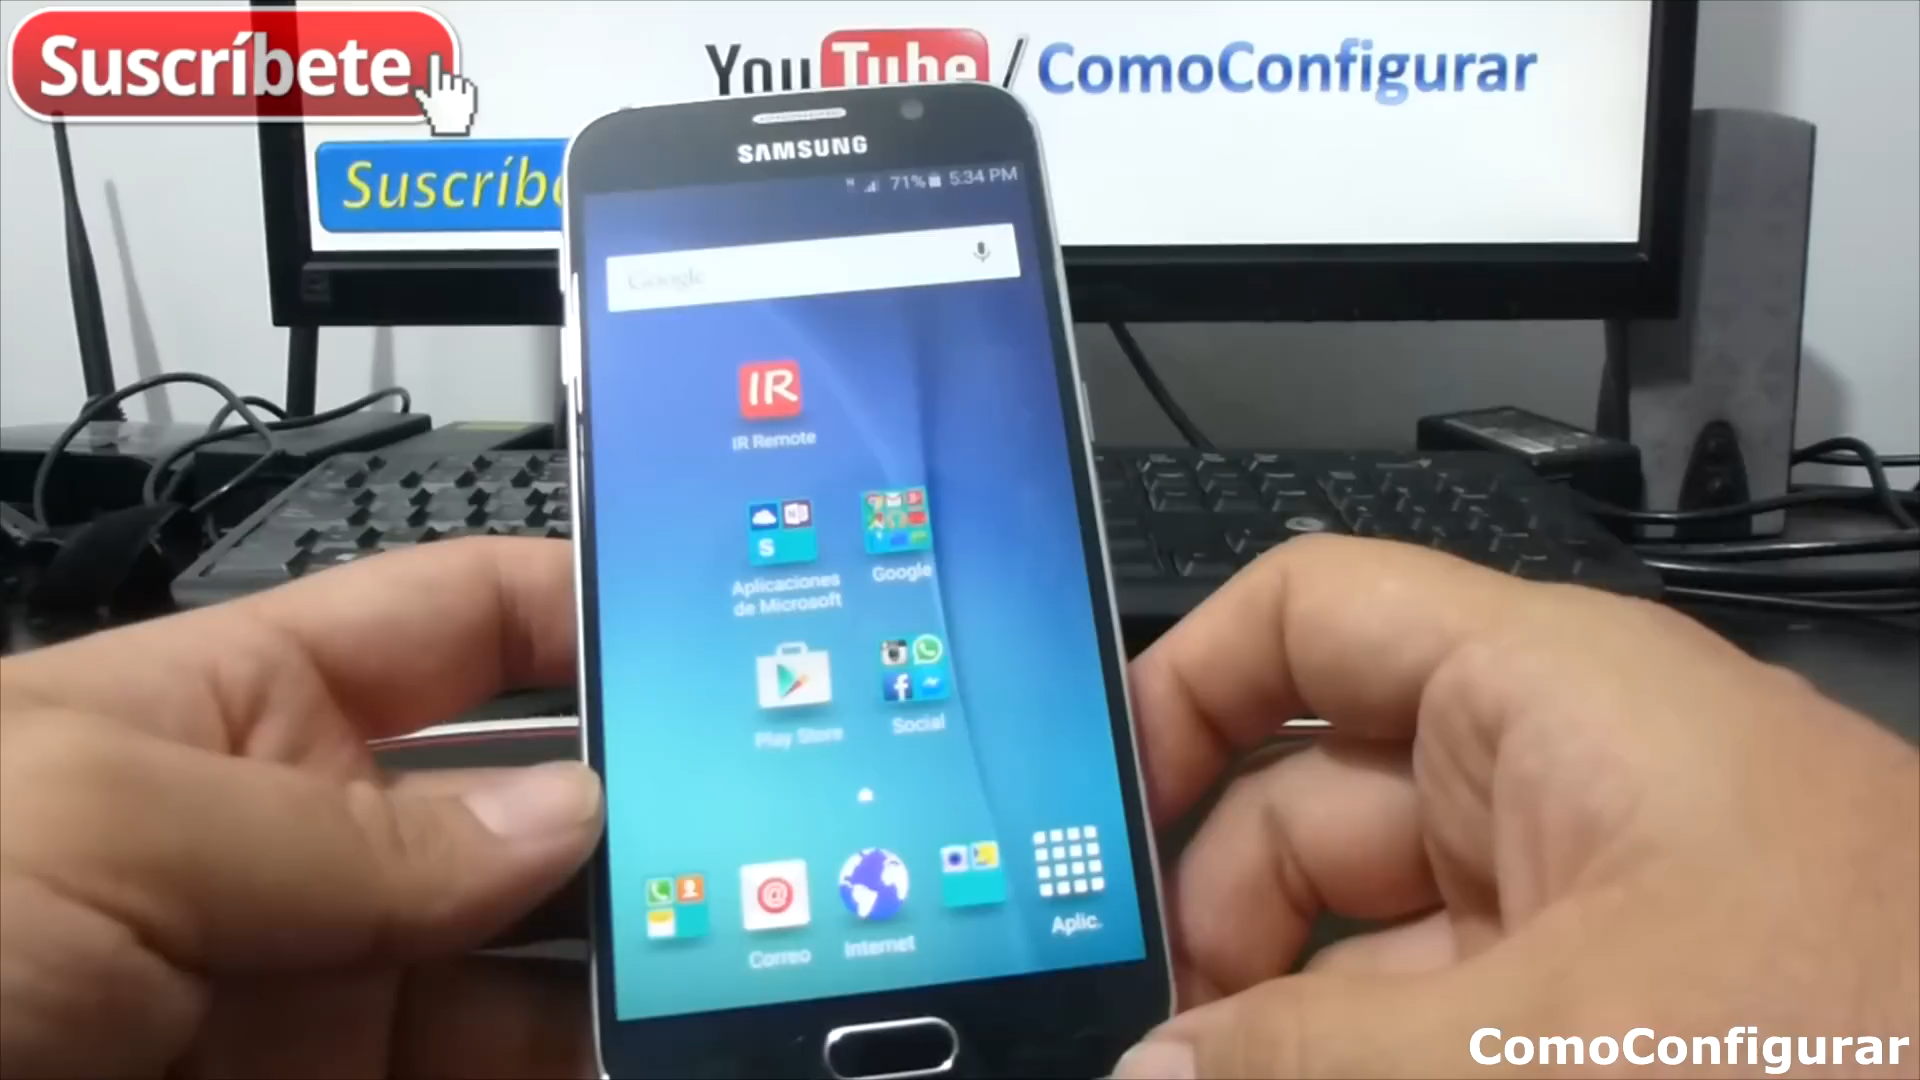 Suscríbete
YouTube / ComoConfigurar
Suscríb
SAMSUNG
71% 5:34 PM
Google
IR
IR Remote
N
S
Aplicaciones
de Microsoft
Google
Play Store
Social
@
Correo
Internet
Aplic.
ComoConfigurar